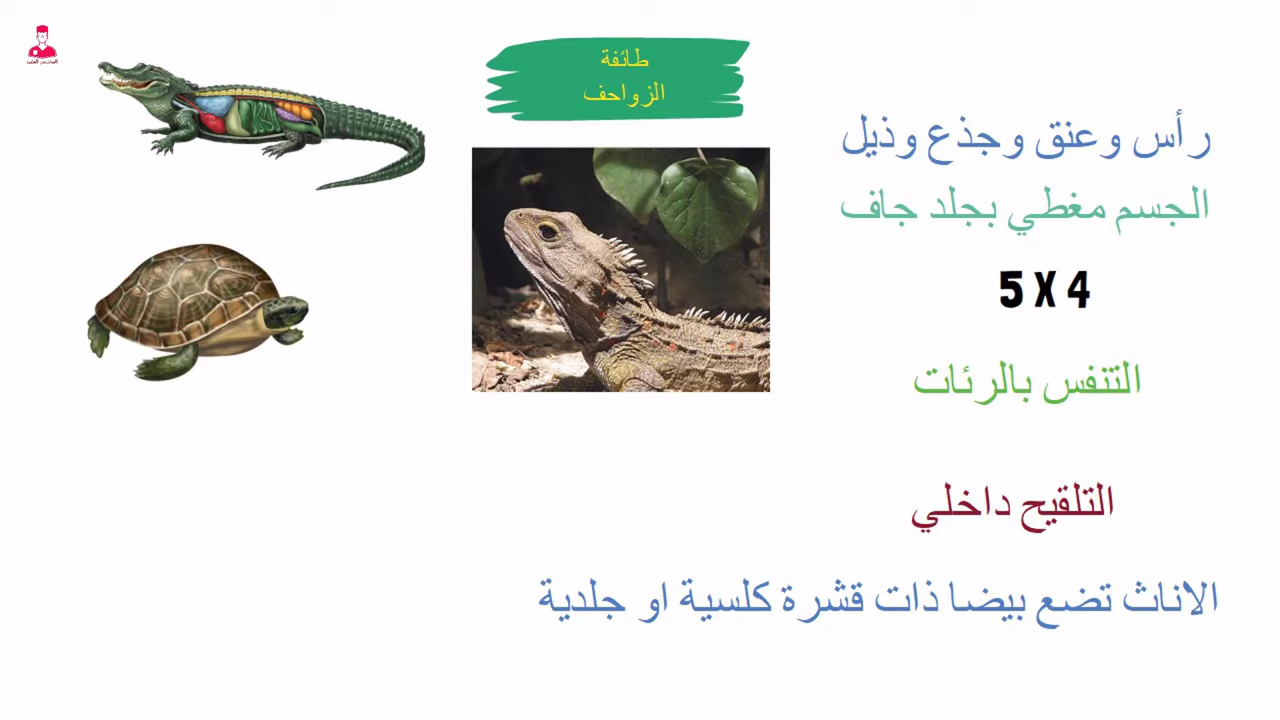 طائفة
الزواحف
رأس وعنق وجذع وذيل
الجسم مغطي بجلد جاف
5 X 4
التنفس بالرئات
التلقيح داخلي
الاناث تضع بيضا ذات قشرة كلسية او جلدية